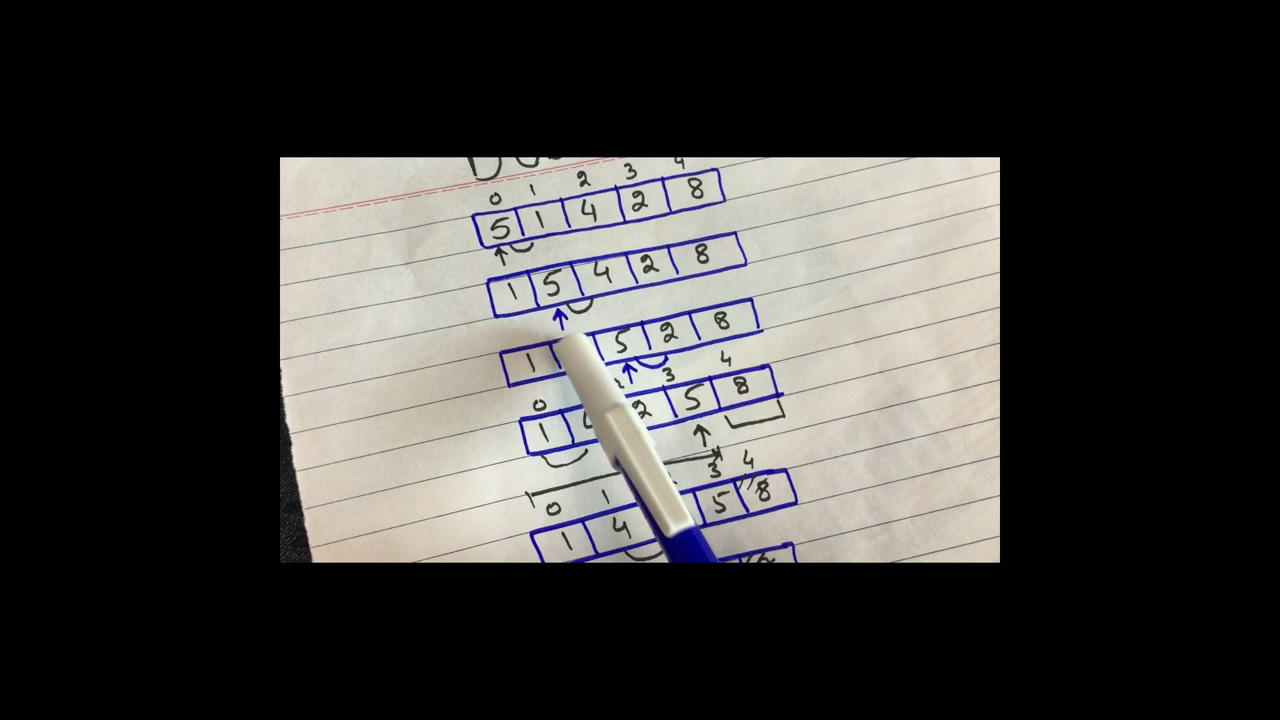 0 1 2 3 4
5 1 4 2 8
1 5 4 2 8
1 5 2 8
0 3 4
1 2 5 8
0 1 3 4
1 4 5 8